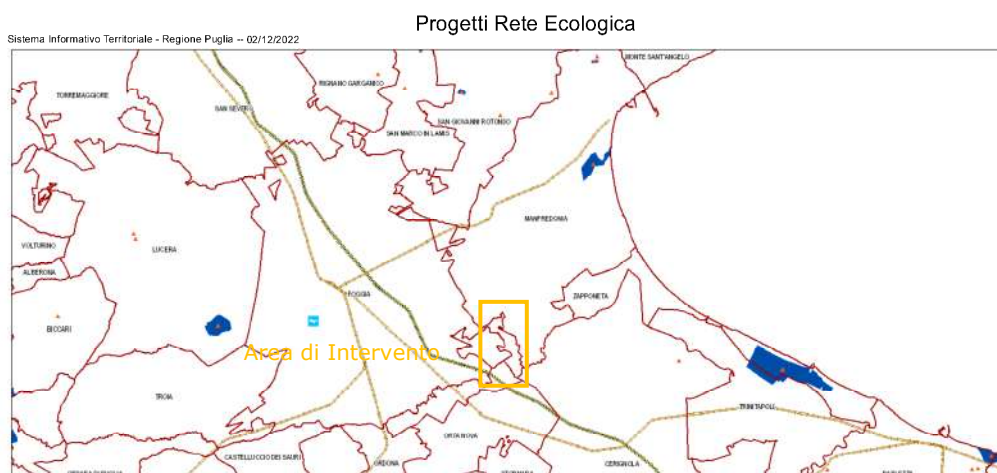 Progetti Rete Ecologica
Sistema Informativo Territoriale - Regione Puglia -- 02/12/2022
MONTE SANT'ANGELO
RIGNANO GARGANICO
TORREMAGGIORE
SAN SEVERO
SAN GIOVANNI ROTONDO
SAN MARCO IN LAMIS
MANFREDONIA
VOLTURINO
LUCERA
ALBERONA
FOGGIA
ZAPPONETA
BICCARI
Area di Intervento
TROIA
TRINITAPOLI
ORTA NOVA
CASTELLUCCIO DEI SAURI
ORDONA
CERIGNOLA